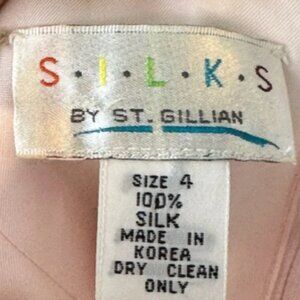 S·I·L·K·S
BY ST. GILLIAN
SIZE 4
100%
SILK
MADE IN
KOREA
DRY CLEAN
ONLY